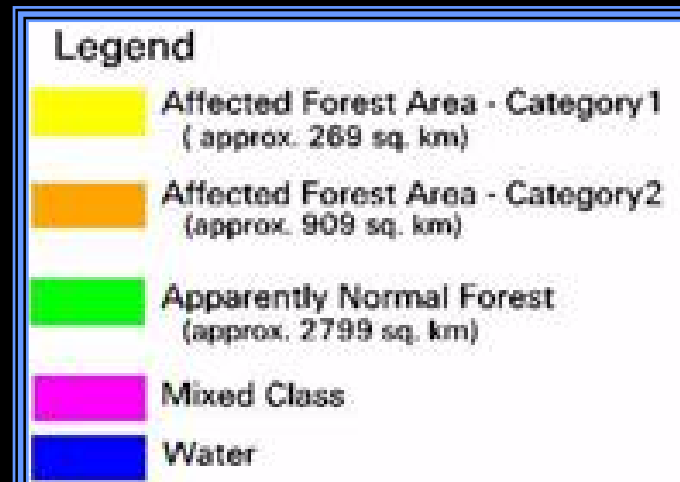 Legend
Affected Forest Area - Category1
( approx. 269 sq. km)
Affected Forest Area - Category2
(approx. 909 sq. km)
Apparently Normal Forest
(approx. 2799 sq. km)
Mixed Class
Water